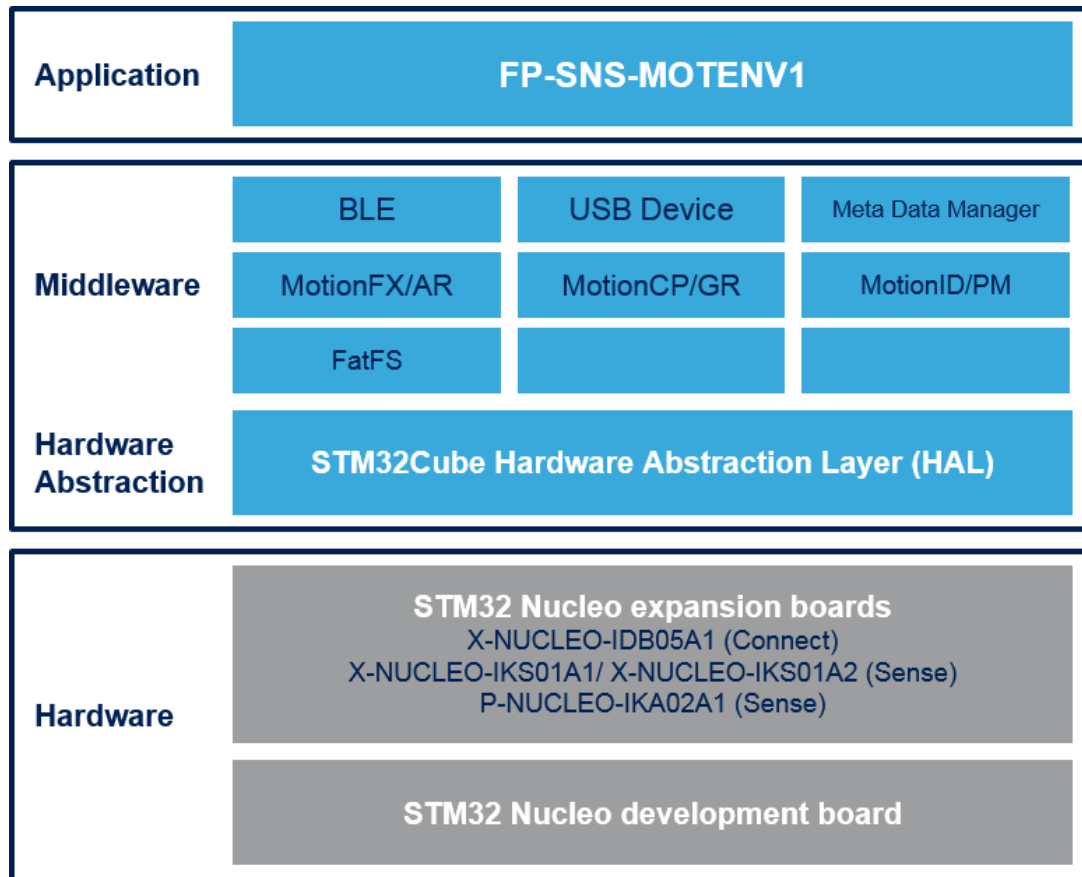 Application
FP-SNS-MOTENV1
BLE
USB Device
Meta Data Manager
Middleware
MotionFX/AR
MotionCP/GR
MotionID/PM
FatFS
Hardware
Abstraction
STM32Cube Hardware Abstraction Layer (HAL)
STM32 Nucleo expansion boards
X-NUCLEO-IDB05A1 (Connect)
X-NUCLEO-IKS01A1/ X-NUCLEO-IKS01A2 (Sense)
P-NUCLEO-IKA02A1 (Sense)
Hardware
STM32 Nucleo development board